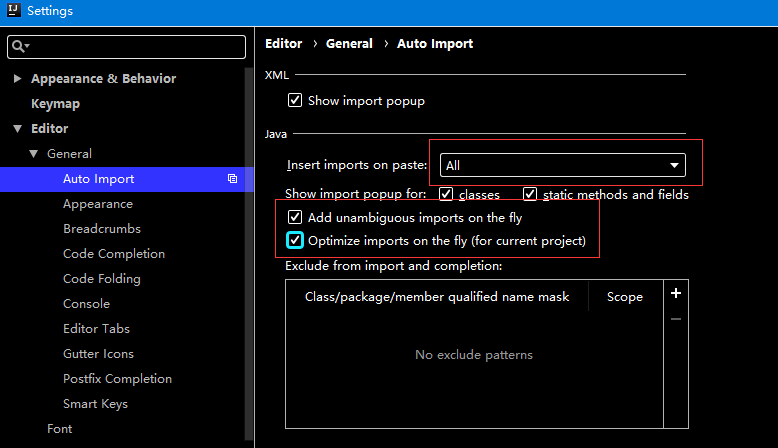 IJ Settings
Editor › General › Auto Import
Appearance & Behavior
Keymap
Editor
General
Auto Import
Appearance
Breadcrumbs
Code Completion
Code Folding
Console
Editor Tabs
Gutter Icons
Postfix Completion
Smart Keys
Font
XML
Show import popup
Java
Insert imports on paste: All
Show import popup for: classes static methods and fields
Add unambiguous imports on the fly
Optimize imports on the fly (for current project)
Exclude from import and completion:
Class/package/member qualified name mask Scope
No exclude patterns